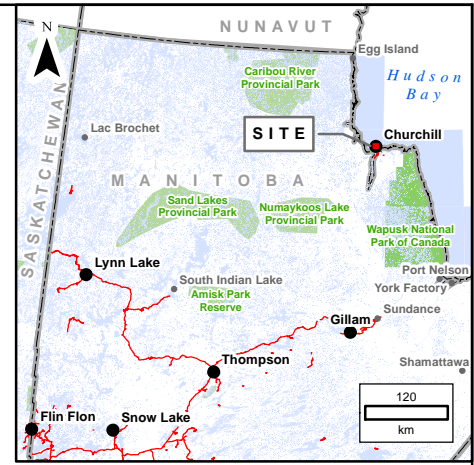 N
NUNAVUT
Egg Island
Caribou River
Provincial Park
Hudson
Bay
SITE
Churchill
Lac Brochet
SASKATCHEWAN
MANITOBA
Sand Lakes
Provincial Park
Numaykoos Lake
Provincial Park
Wapusk National
Park of Canada
Lynn Lake
South Indian Lake
Amisk Park
Reserve
Port Nelson
York Factory
Sundance
Gillam
Thompson
Shamattawa
Flin Flon
Snow Lake
120
km